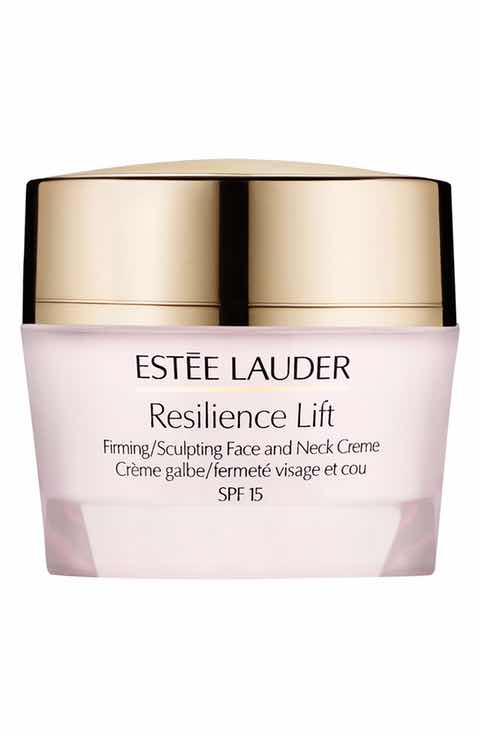 ESTĒE LAUDER
Resilience Lift
Firming/Sculpting Face and Neck Creme
Crème galbe/fermeté visage et cou
SPF 15